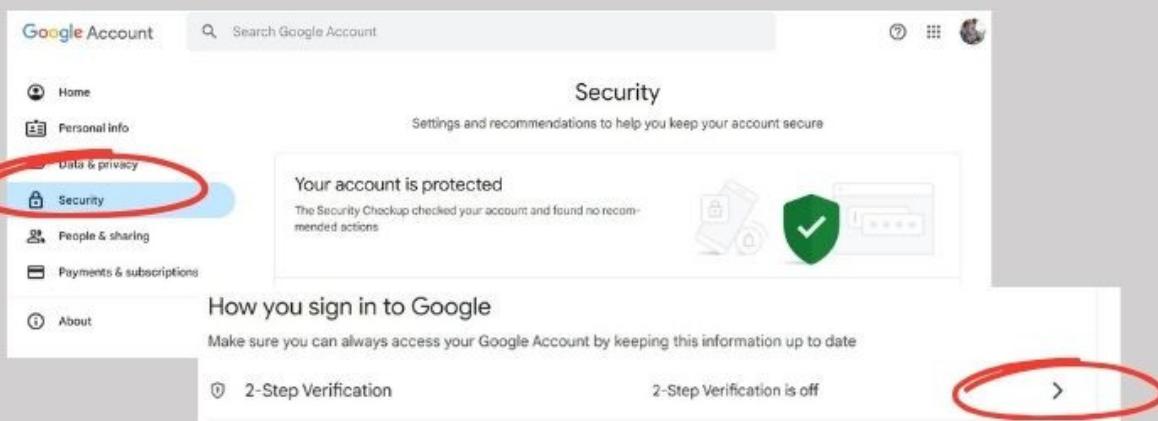 Google Account
Search Google Account
Home
Personal info
Data & privacy
Security
People & sharing
Payments & subscriptions
About
Security
Settings and recommendations to help you keep your account secure
Your account is protected
The Security Checkup checked your account and found no recom-
mended actions
How you sign in to Google
Make sure you can always access your Google Account by keeping this information up to date
2-Step Verification
2-Step Verification is off